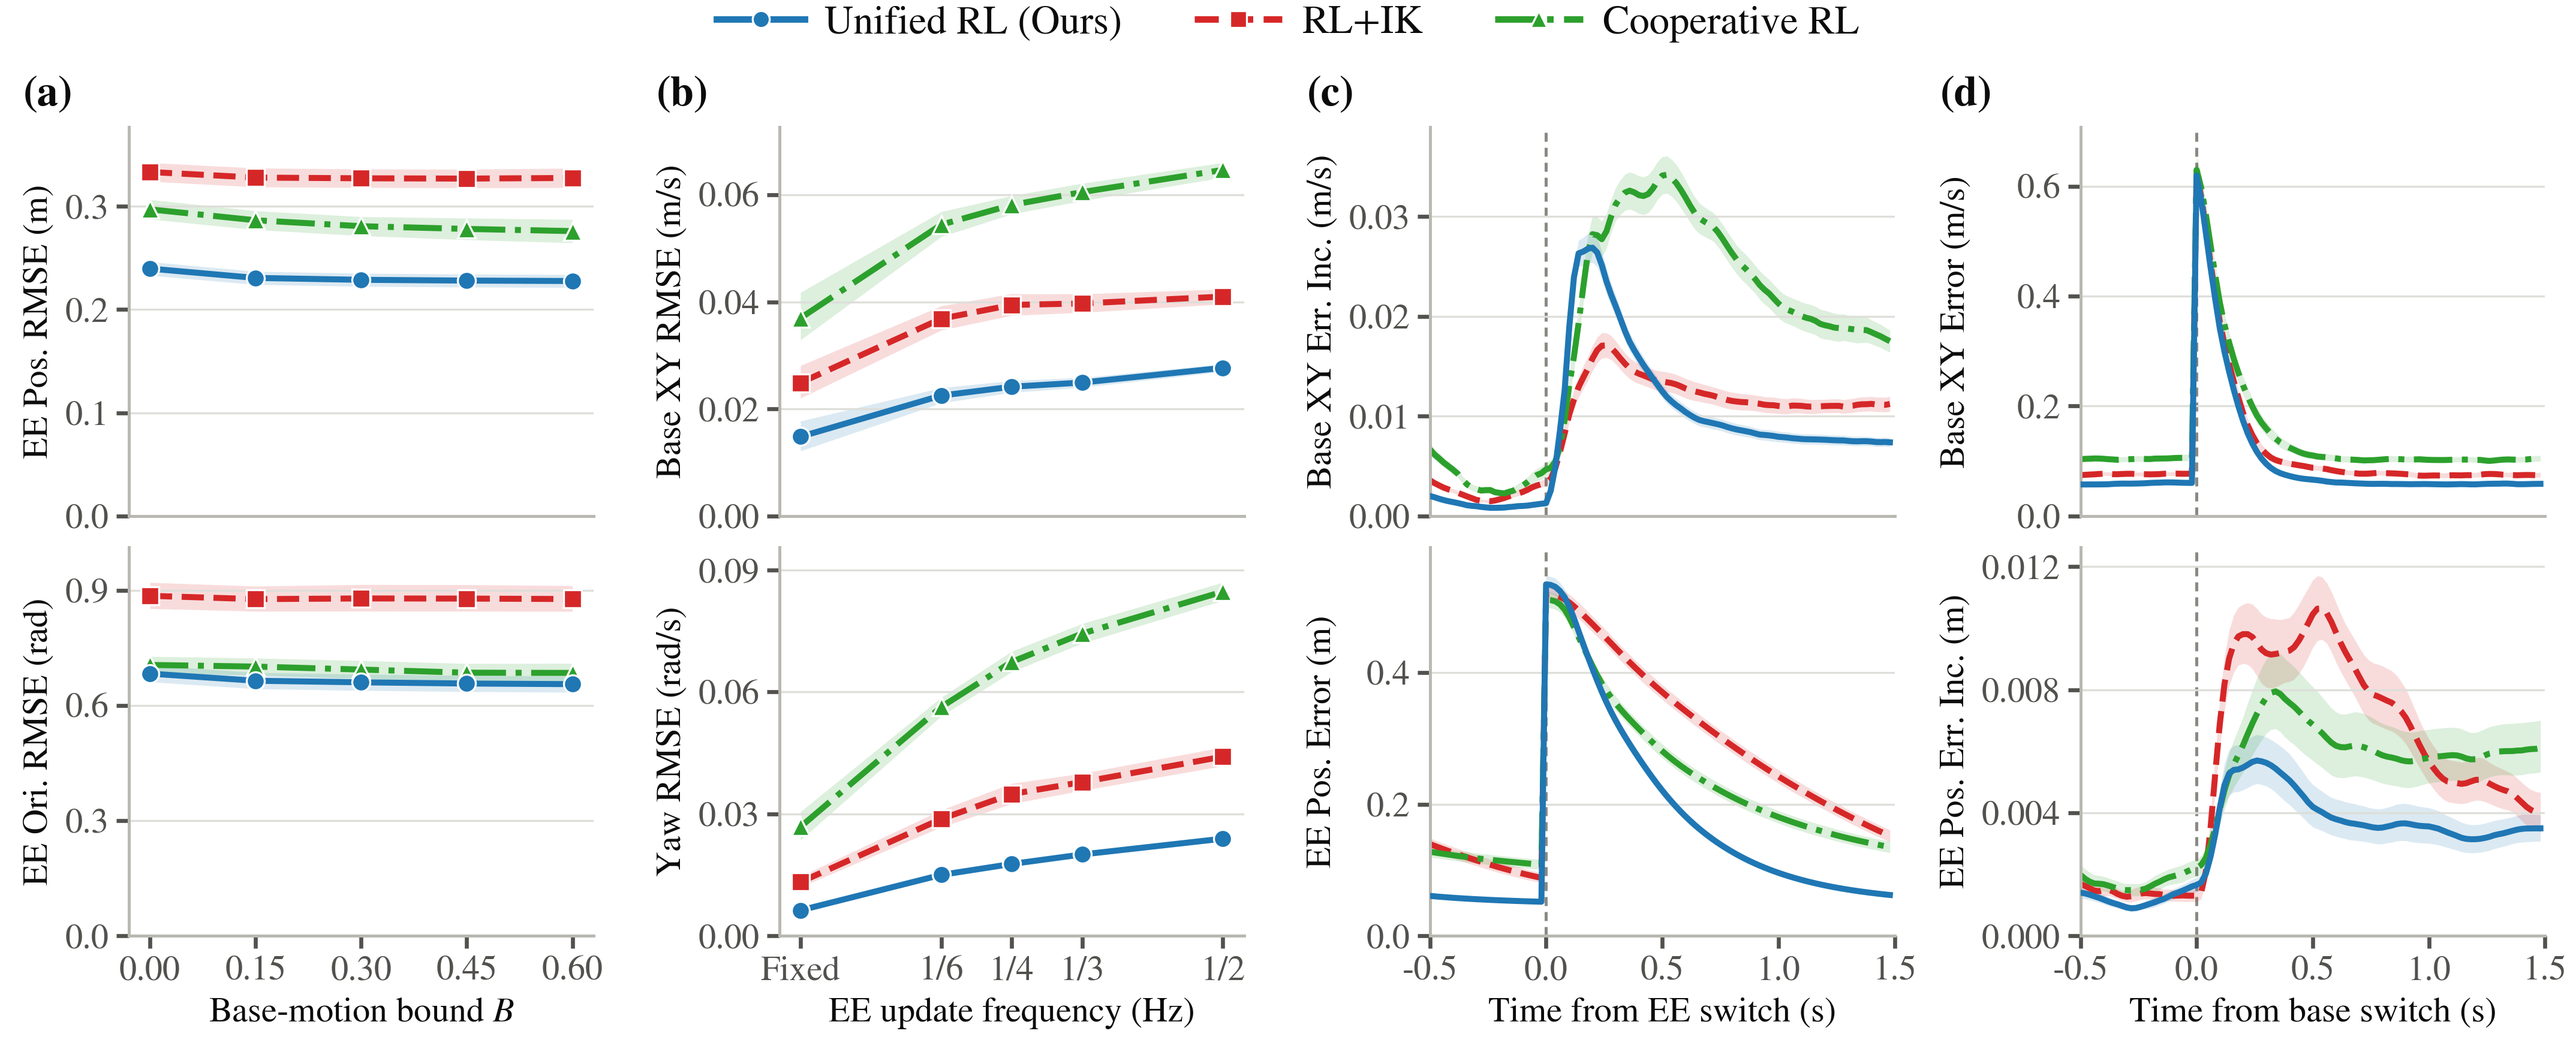 Unified RL (Ours)
RL+IK
Cooperative RL
(a)
(b)
(c)
(d)
EE Pos. RMSE (m)
0.3
0.2
0.1
0.0
Base XY RMSE (m/s)
0.06
0.04
0.02
0.00
Base XY Err. Inc. (m/s)
0.03
0.02
0.01
0.00
Base XY Error (m/s)
0.6
0.4
0.2
0.0
EE Ori. RMSE (rad)
0.9
0.6
0.3
0.0
Yaw RMSE (rad/s)
0.09
0.06
0.03
0.00
EE Pos. Error (m)
0.4
0.2
0.0
EE Pos. Err. Inc. (m)
0.012
0.008
0.004
0.000
0.00 0.15 0.30 0.45 0.60
Base-motion bound B
Fixed 1/6 1/4 1/3 1/2
EE update frequency (Hz)
-0.5 0.0 0.5 1.0 1.5
Time from EE switch (s)
-0.5 0.0 0.5 1.0 1.5
Time from base switch (s)